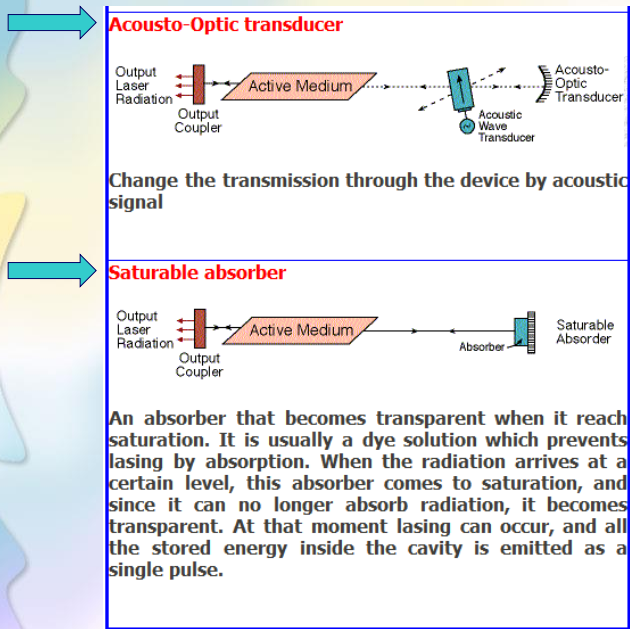 Acousto-Optic transducer
Output
Laser
Radiation
Output
Coupler
Active Medium
Acoustic
Wave
Transducer
Acousto-
Optic
Transducer
Change the transmission through the device by acoustic
signal
Saturable absorber
Output
Laser
Radiation
Output
Coupler
Active Medium
Absorber
Saturable
Absorder
An absorber that becomes transparent when it reach
saturation. It is usually a dye solution which prevents
lasing by absorption. When the radiation arrives at a
certain level, this absorber comes to saturation, and
since it can no longer absorb radiation, it becomes
transparent. At that moment lasing can occur, and all
the stored energy inside the cavity is emitted as a
single pulse.